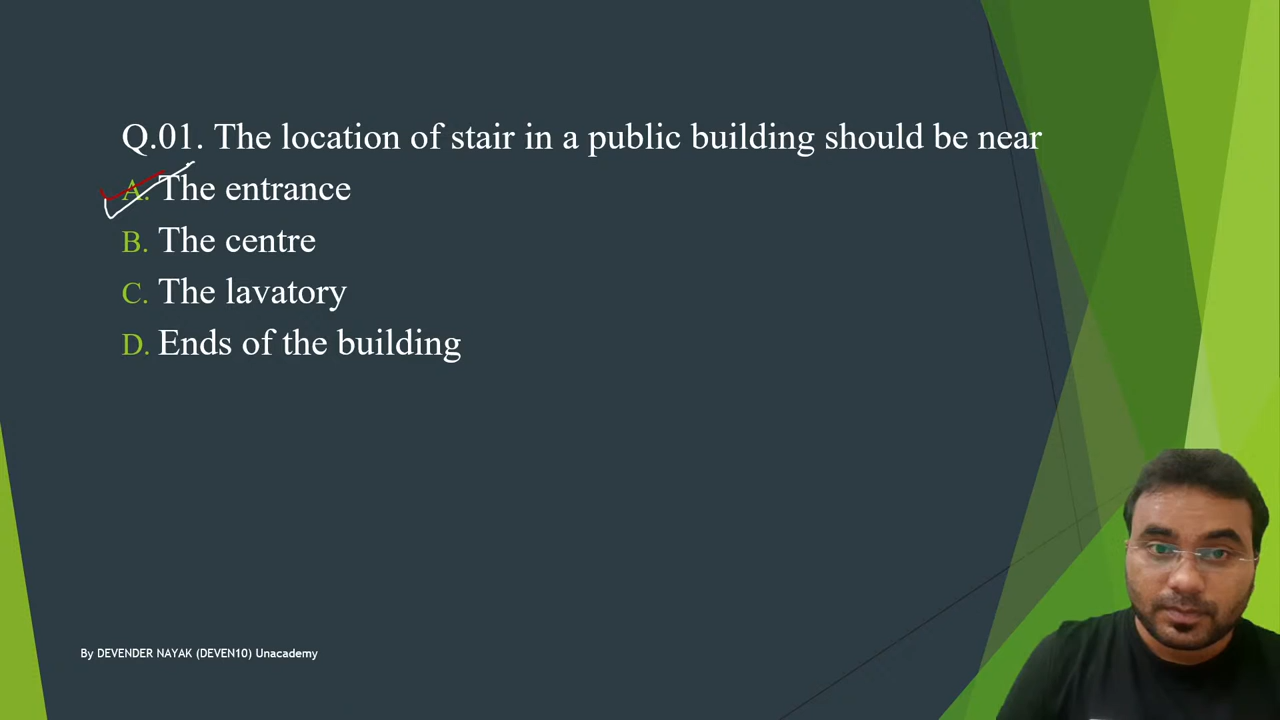 Q.01. The location of stair in a public building should be near
A. The entrance
B. The centre
C. The lavatory
D. Ends of the building
By DEVENDER NAYAK (DEVEN10) Unacademy